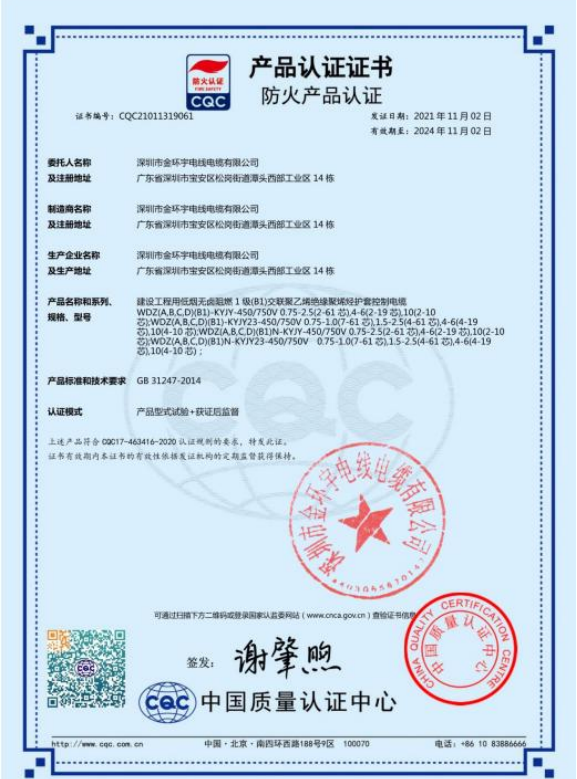 防火认证
FIRE SAFETY
CQC
产品认证证书
防火产品认证
证书编号：CQC21011319061
发证日期：2021 年 11 月 02 日
有效期至：2024 年 11 月 02 日
委托人名称 深圳市金环宇电线电缆有限公司
及注册地址 广东省深圳市宝安区松岗街道潭头西部工业区 14 栋
制造商名称 深圳市金环宇电线电缆有限公司
及注册地址 广东省深圳市宝安区松岗街道潭头西部工业区 14 栋
生产企业名称 深圳市金环宇电线电缆有限公司
及生产地址 广东省深圳市宝安区松岗街道潭头西部工业区 14 栋
产品名称和系列、 建设工程用低烟无卤阻燃 1 级(B1)交联聚乙烯绝缘聚烯烃护套控制电缆
规格、型号 WDZ(A,B,C,D)(B1)-KYJY-450/750V 0.75-2.5(2-61 芯),4-6(2-19 芯),10(2-10
芯);WDZ(A,B,C,D)(B1)-KYJY23-450/750V 0.75-1.0(7-61 芯),1.5-2.5(4-61 芯),4-6(4-19
芯),10(4-10 芯);WDZ(A,B,C,D)(B1)N-KYJY-450/750V 0.75-2.5(2-61 芯),4-6(2-19 芯),10(2-10
芯);WDZ(A,B,C,D)(B1)N-KYJY23-450/750V 0.75-1.0(7-61 芯),1.5-2.5(4-61 芯),4-6(4-19
芯),10(4-10 芯)；
产品标准和技术要求 GB 31247-2014
认证模式 产品型式试验+获证后监督
上述产品符合 CQC17-463416-2020 认证规则的要求，特发此证。
证书有效期内本证书的有效性依据发证机构的定期监督获得保持。
CQC
深圳市金环宇电线电缆有限公司
可通过扫描下方二维码或登录国家认监委网站（www.cnca.gov.cn）查验证书信息
CHINA QUALITY CERTIFICATION CENTRE
中国质量认证中心
签发：谢肇煦
CQC 中国质量认证中心
http://www.cqc.com.cn
中国·北京·南四环西路188号9区 100070
电话：+86 10 83886666